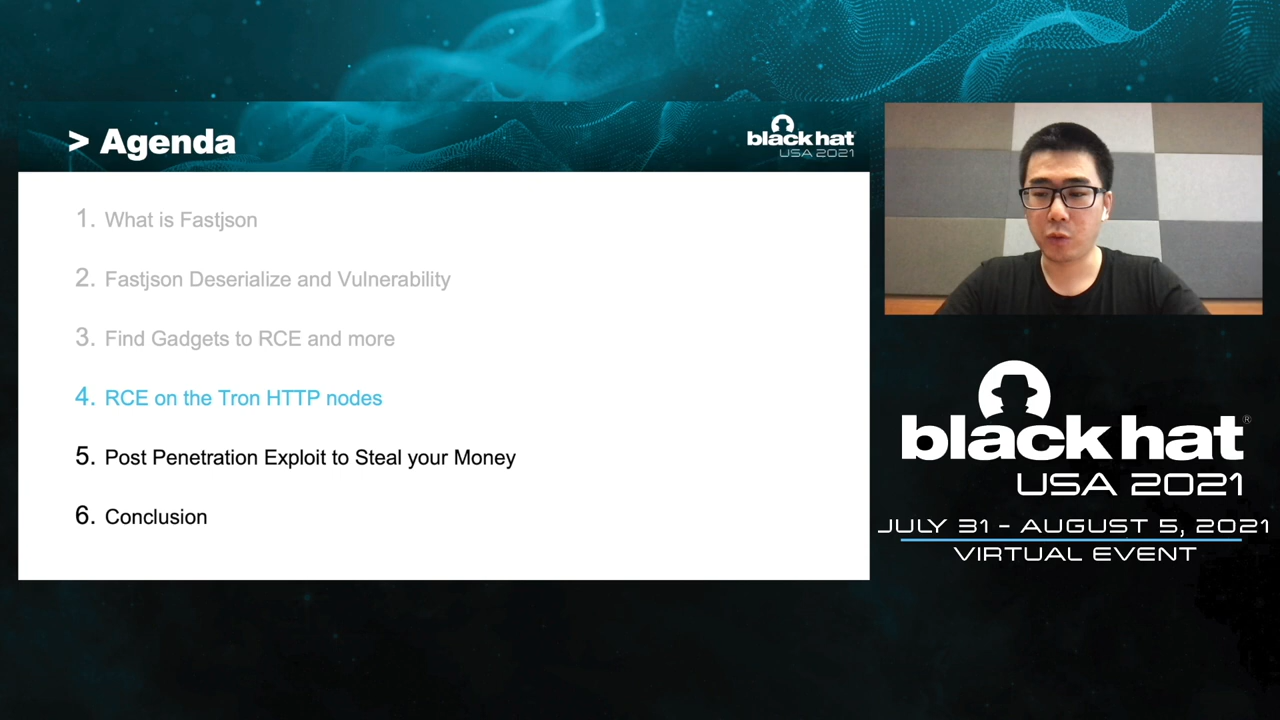 > Agenda
black hat
USA 2021
1. What is Fastjson
2. Fastjson Deserialize and Vulnerability
3. Find Gadgets to RCE and more
4. RCE on the Tron HTTP nodes
5. Post Penetration Exploit to Steal your Money
6. Conclusion
black hat®
USA 2021
JULY 31 - AUGUST 5, 2021
VIRTUAL EVENT